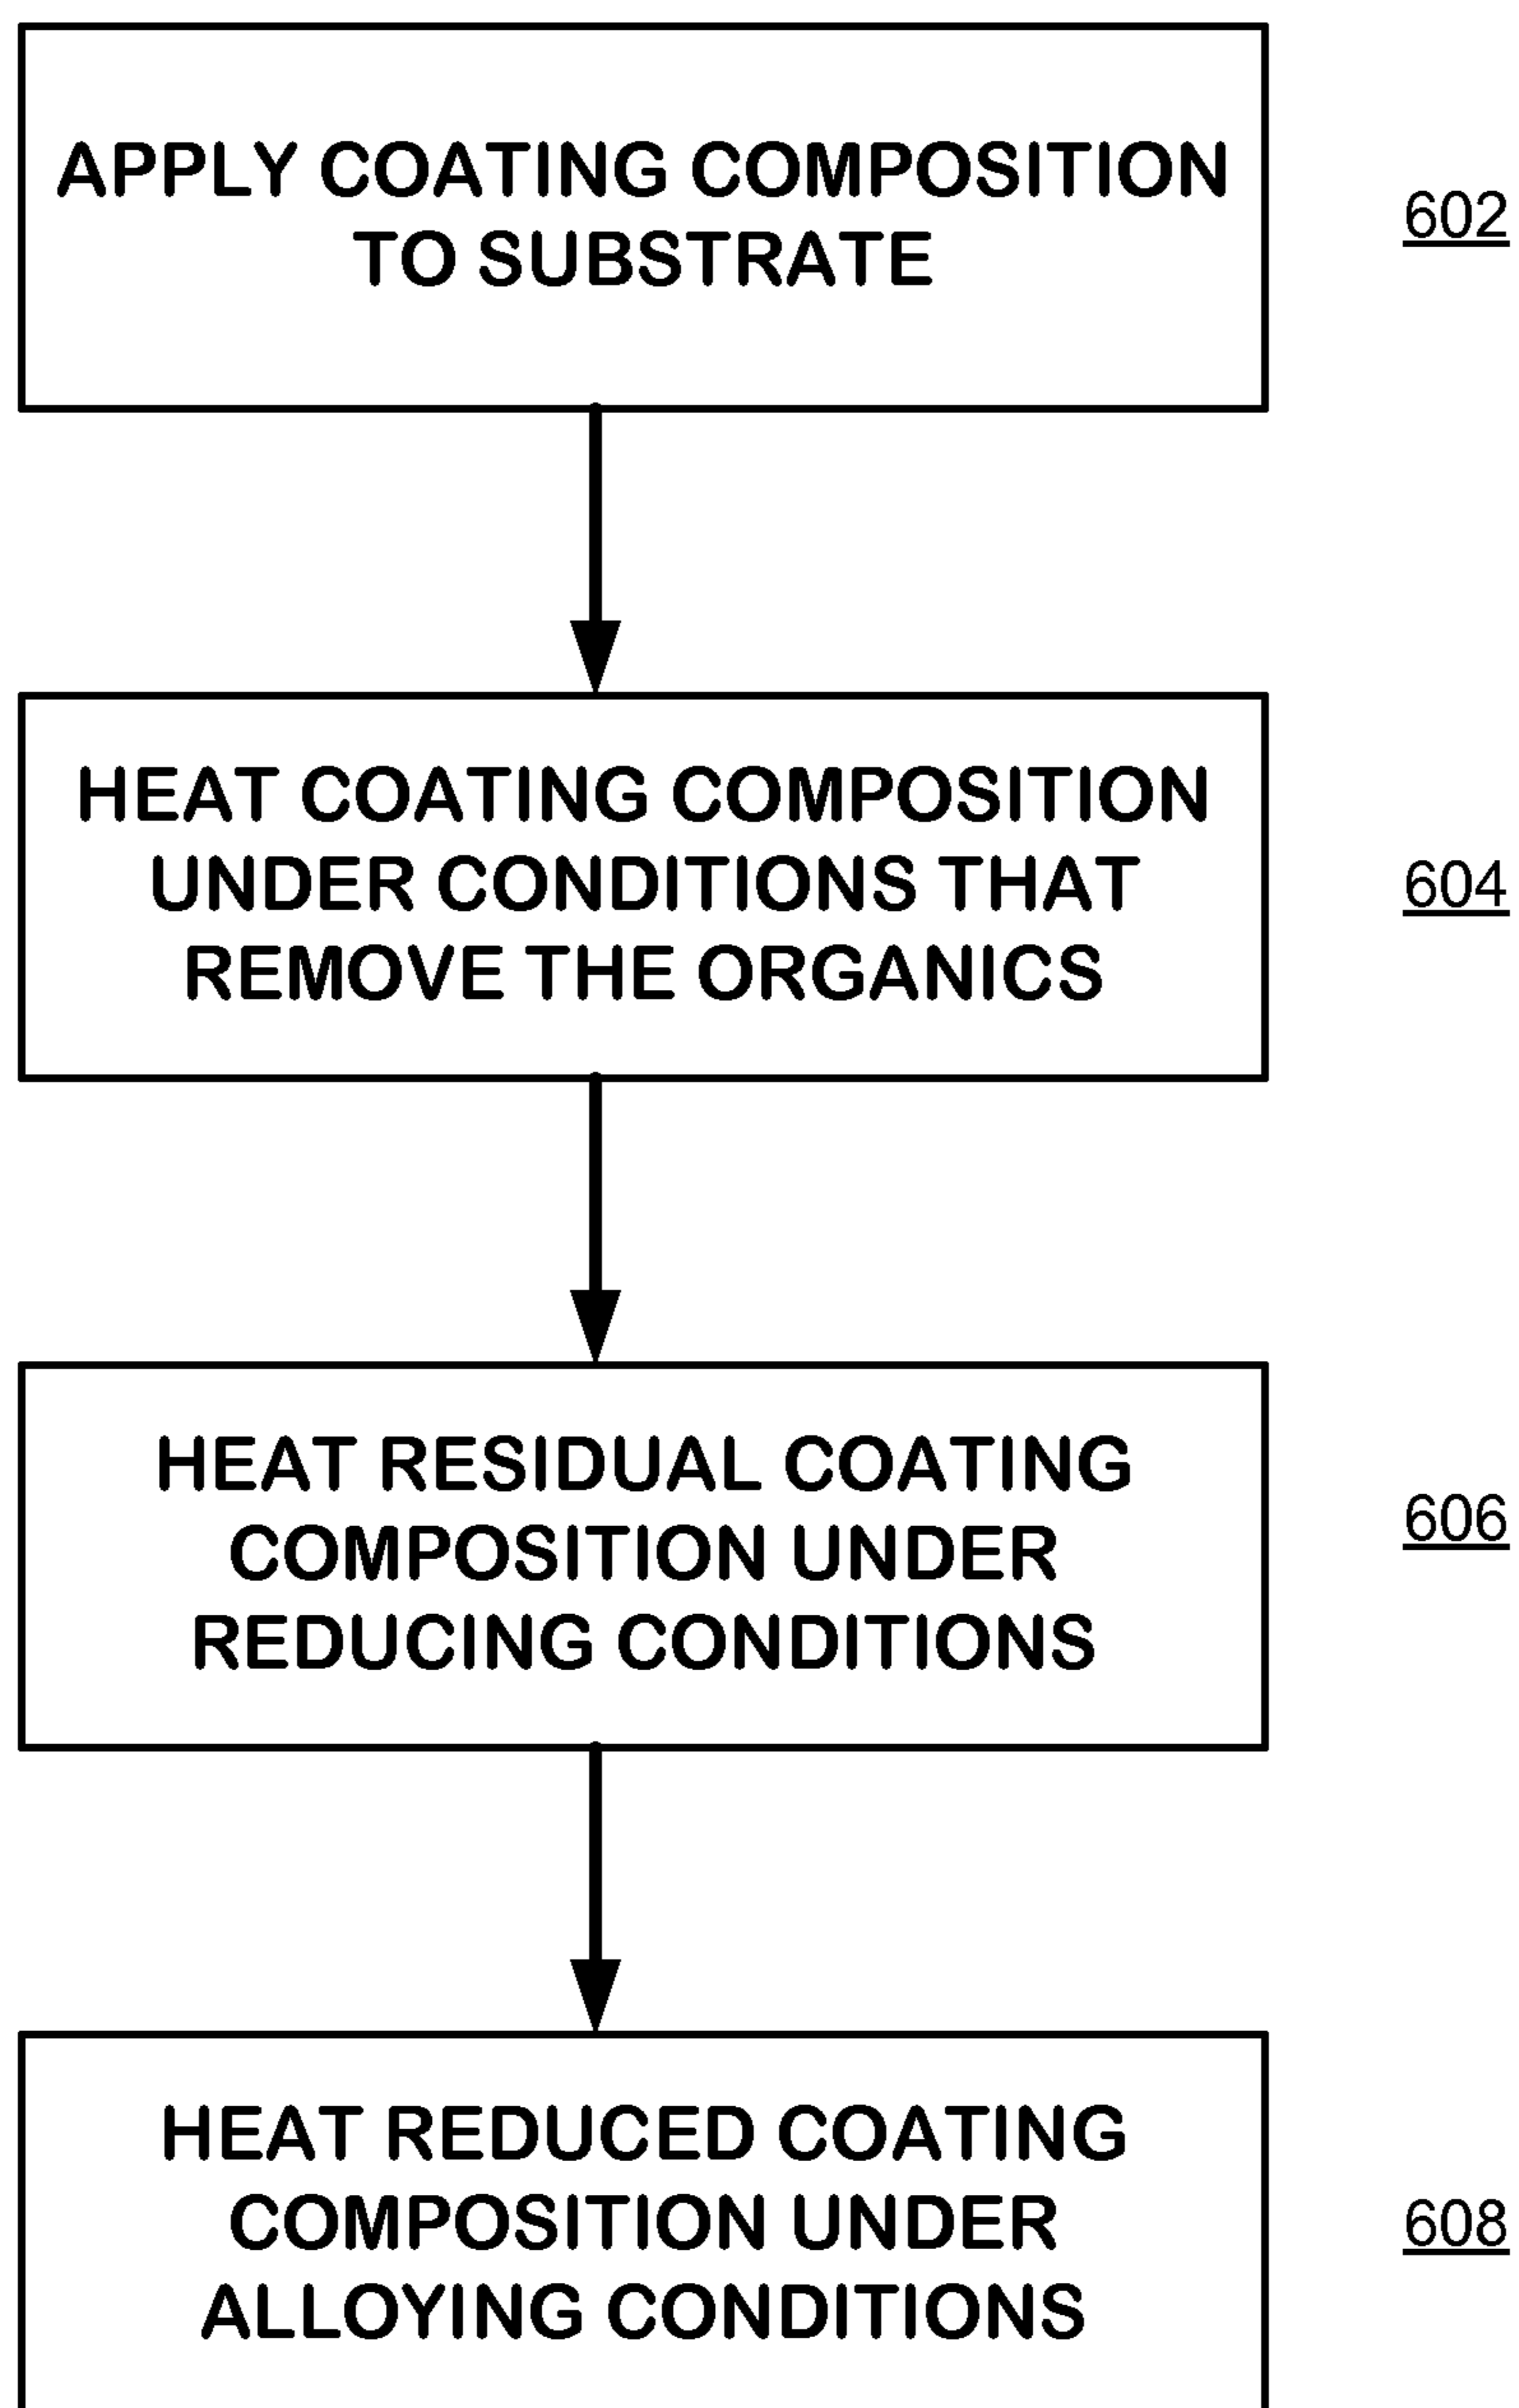 APPLY COATING COMPOSITION
TO SUBSTRATE
602
HEAT COATING COMPOSITION
UNDER CONDITIONS THAT
REMOVE THE ORGANICS
604
HEAT RESIDUAL COATING
COMPOSITION UNDER
REDUCING CONDITIONS
606
HEAT REDUCED COATING
COMPOSITION UNDER
ALLOYING CONDITIONS
608